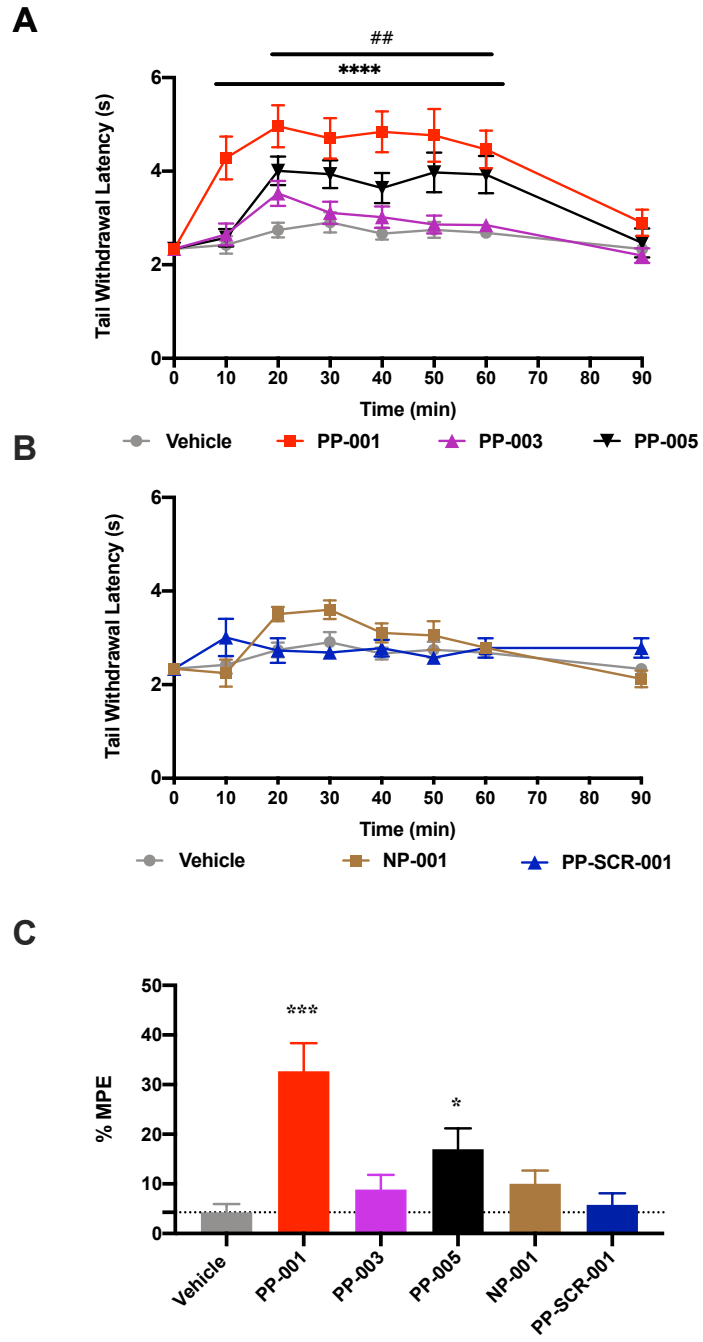 A
##
****
6
4
2
0
Tail Withdrawal Latency (s)
0 10 20 30 40 50 60 70 80 90
Time (min)
Vehicle PP-001 PP-003 PP-005
B
6
4
2
0
Tail Withdrawal Latency (s)
0 10 20 30 40 50 60 70 80 90
Time (min)
Vehicle NP-001 PP-SCR-001
C
50
40
30
20
10
0
% MPE
***
*
Vehicle PP-001 PP-003 PP-005 NP-001 PP-SCR-001